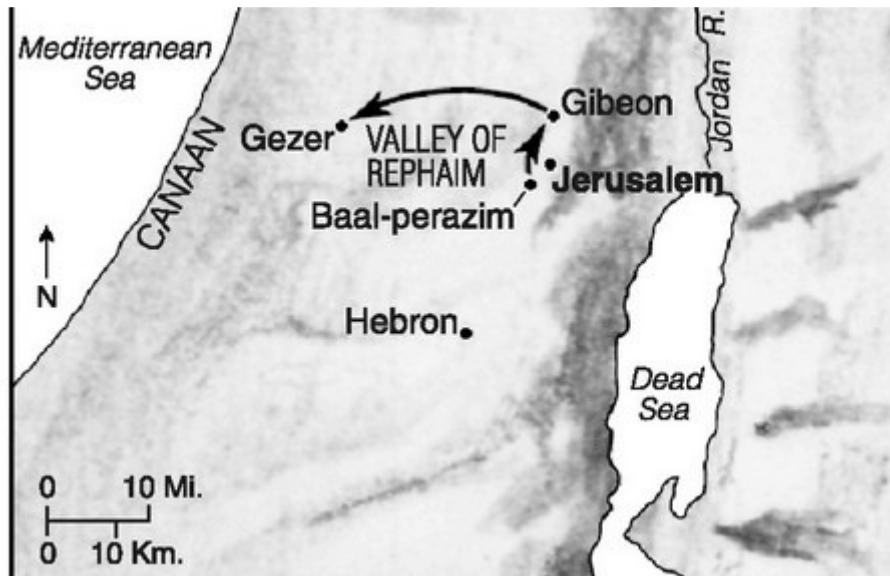 Mediterranean
Sea
Jordan R.
Gibeon
Gezer
VALLEY OF
REPHAIM
CANAAN
Jerusalem
Baal-perazim
N
Hebron
Dead
Sea
0 10 Mi.
0 10 Km.